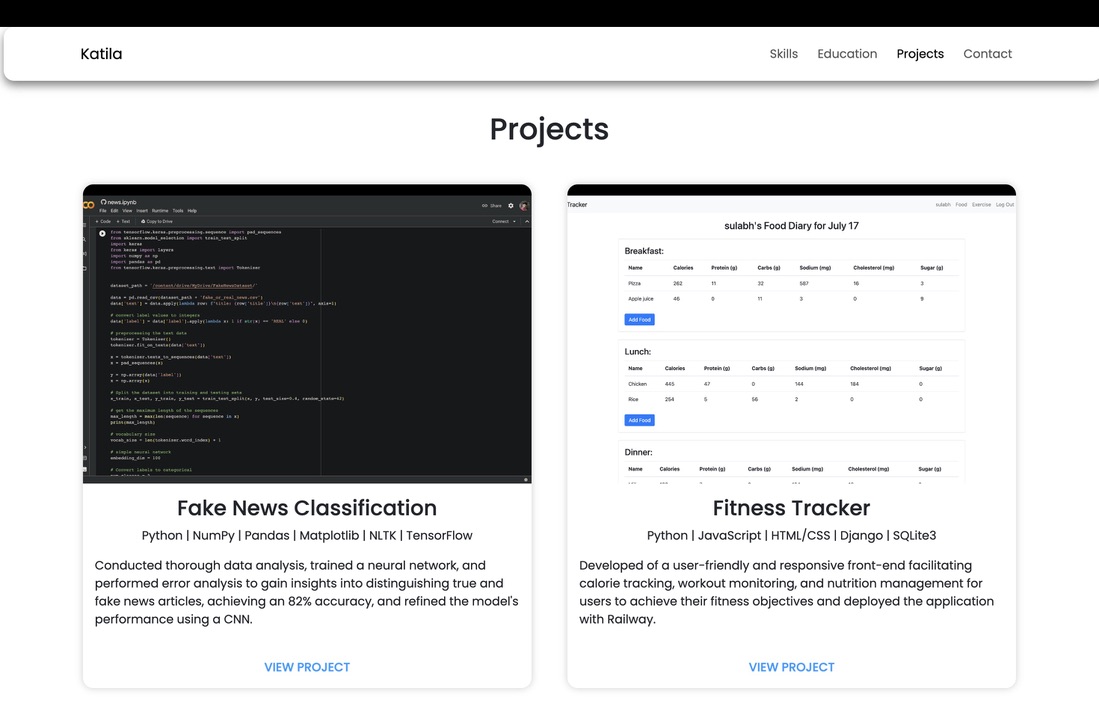 Katila
Skills Education Projects Contact
Projects
news.ipynb
File Edit View Insert Runtime Tools Help
Share
+ Code + Text Copy to Drive
Connect
from tensorflow.keras.preprocessing.sequence import pad_sequences
from sklearn.model_selection import train_test_split
import keras
from keras import layers
import numpy as np
import pandas as pd
from tensorflow.keras.preprocessing.text import Tokenizer
dataset_path = '/content/drive/MyDrive/FakeNewsDataset/'
data = pd.read_csv(dataset_path + 'fake_or_real_news.csv')
# convert label values to integers
data['label'] = data['label'].apply(lambda x: 1 if str(x) == 'REAL' else 0)
# preprocessing the text data
tokenizer = Tokenizer()
tokenizer.fit_on_texts(data['text'])
x = tokenizer.texts_to_sequences(data['text'])
x = pad_sequences(x)
y = np.array(data['label'])
x = np.array(x)
# Split the dataset into training and testing sets
x_train, x_test, y_train, y_test = train_test_split(x, y, test_size=0.4, random_state=42)
# get the maximum length of the sequences
max_length = max(len(sequence) for sequence in x)
print(max_length)
# vocabulary size
vocab_size = len(tokenizer.word_index) + 1
# simple neural network
embedding_dim = 100
# Convert labels to categorical
Fake News Classification
Python | NumPy | Pandas | Matplotlib | NLTK | TensorFlow
Conducted thorough data analysis, trained a neural network, and
performed error analysis to gain insights into distinguishing true and
fake news articles, achieving an 82% accuracy, and refined the model's
performance using a CNN.
VIEW PROJECT
Tracker
sulabh Food Exercise Log Out
sulabh's Food Diary for July 17
Breakfast:
Name Calories Protein (g) Carbs (g) Sodium (mg) Cholesterol (mg) Sugar (g)
Pizza 262 11 32 587 16 3
Apple juice 46 0 11 3 0 9
Add Food
Lunch:
Name Calories Protein (g) Carbs (g) Sodium (mg) Cholesterol (mg) Sugar (g)
Chicken 445 47 0 144 184 0
Rice 254 5 56 2 0 0
Add Food
Dinner:
Name Calories Protein (g) Carbs (g) Sodium (mg) Cholesterol (mg) Sugar (g)
Fitness Tracker
Python | JavaScript | HTML/CSS | Django | SQLite3
Developed of a user-friendly and responsive front-end facilitating
calorie tracking, workout monitoring, and nutrition management for
users to achieve their fitness objectives and deployed the application
with Railway.
VIEW PROJECT